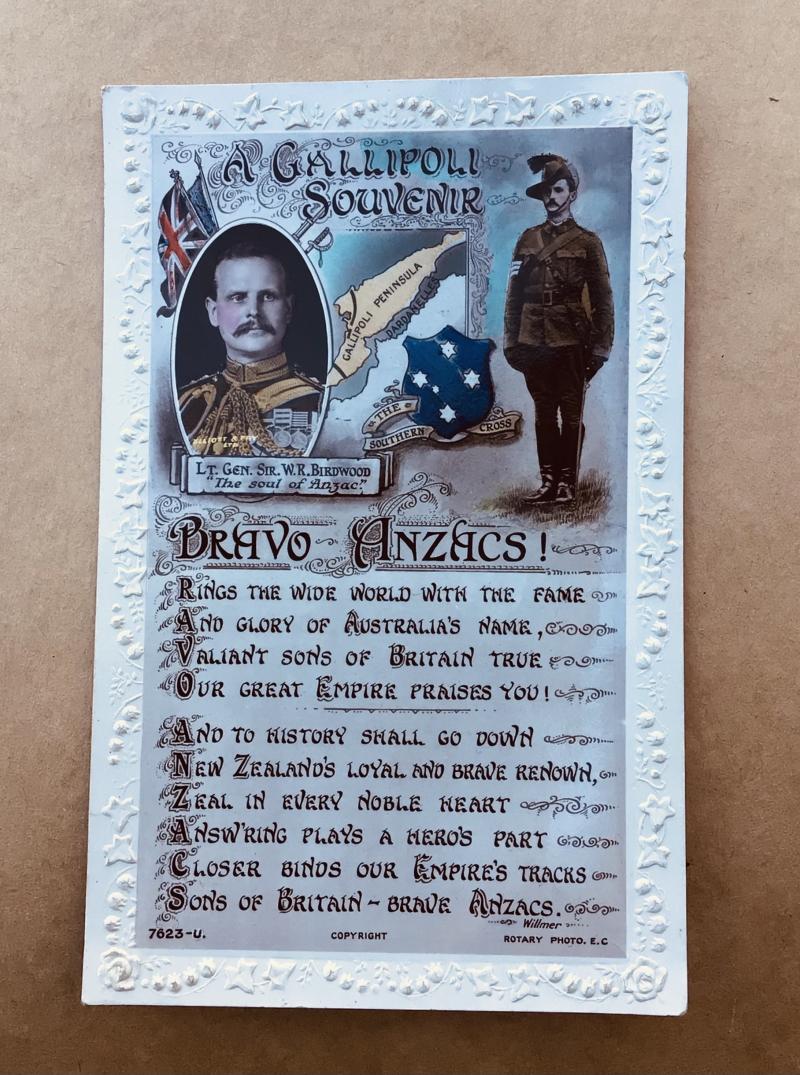 A GALLIPOLI
SOUVENIR
GALLIPOLI PENINSULA
DARDANELLES
ELLIOTT & FRY
LTD
THE
SOUTHERN CROSS
LT. GEN. SIR. W.R. BIRDWOOD
"The soul of Anzac"
BRAVO ANZACS!
RINGS THE WIDE WORLD WITH THE FAME
AND GLORY OF AUSTRALIA'S NAME,
VALIANT SONS OF BRITAIN TRUE
OUR GREAT EMPIRE PRAISES YOU!
AND TO HISTORY SHALL GO DOWN
NEW ZEALAND'S LOYAL AND BRAVE RENOWN,
ZEAL IN EVERY NOBLE HEART
ANSW'RING PLAYS A HERO'S PART
CLOSER BINDS OUR EMPIRE'S TRACKS
SONS OF BRITAIN - BRAVE ANZACS.
Willmer
7623-U. COPYRIGHT ROTARY PHOTO. E.C